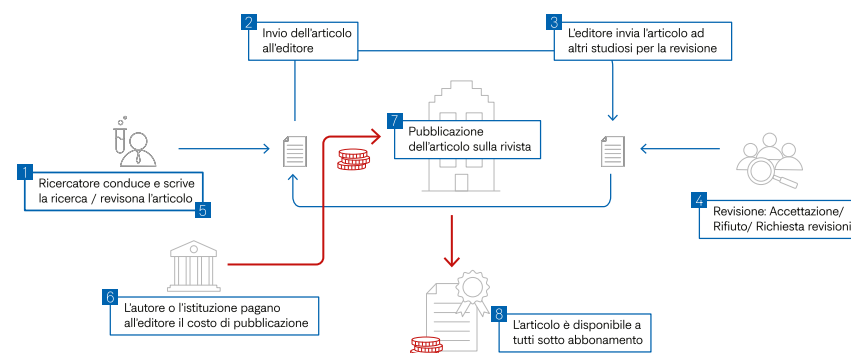 2
Invio dell'articolo
all'editore
3
L'editore invia l'articolo ad
altri studiosi per la revisione
7
Pubblicazione
dell'articolo sulla rivista
1
Ricercatore conduce e scrive
la ricerca / revisona l'articolo
5
4
Revisione: Accettazione/
Rifiuto/ Richiesta revisioni
6
L'autore o l'istituzione pagano
all'editore il costo di pubblicazione
8
L'articolo è disponibile a
tutti sotto abbonamento